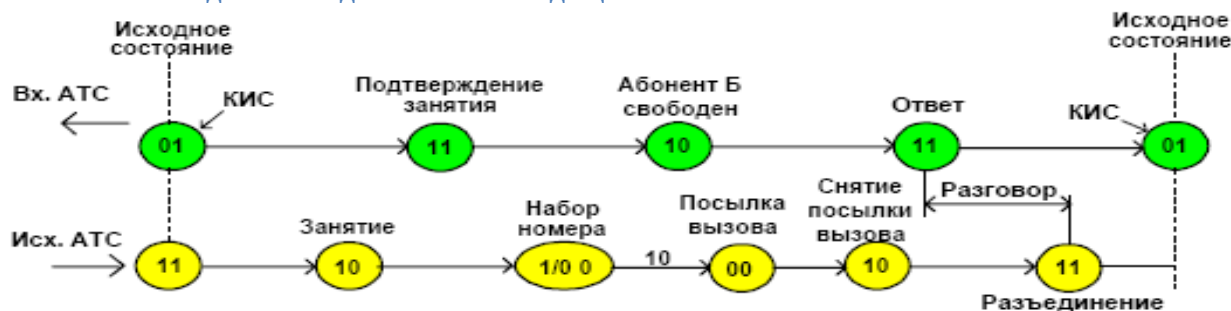 Исходное
состояние
Исходное
состояние
Вх. АТС
КИС
Подтверждение
занятия
Абонент Б
свободен
Ответ
КИС
01
11
10
11
01
Исх. АТС
Занятие
Набор
номера
Посылка
вызова
Снятие
посылки
вызова
Разговор
11
10
1/0 0
10
00
10
11
Разъединение